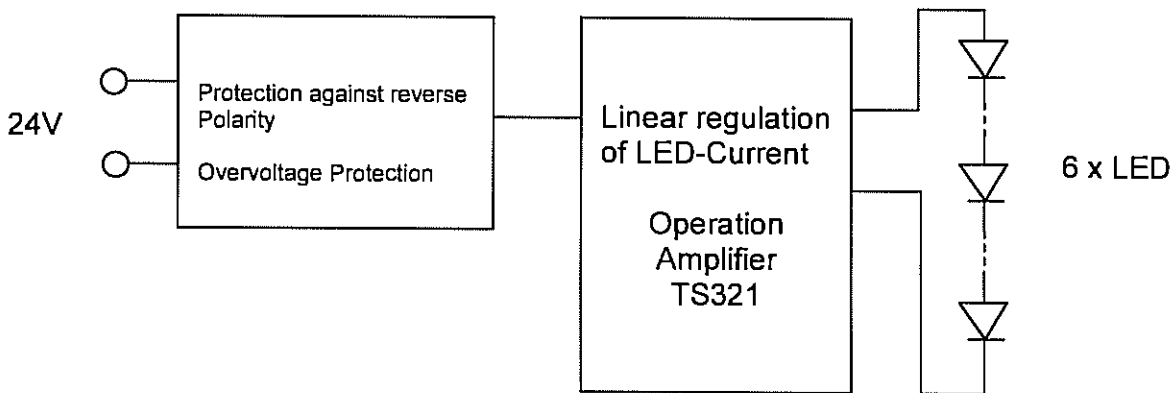 24V
Protection against reverse
Polarity
Overvoltage Protection
Linear regulation
of LED-Current
Operation
Amplifier
TS321
6 x LED